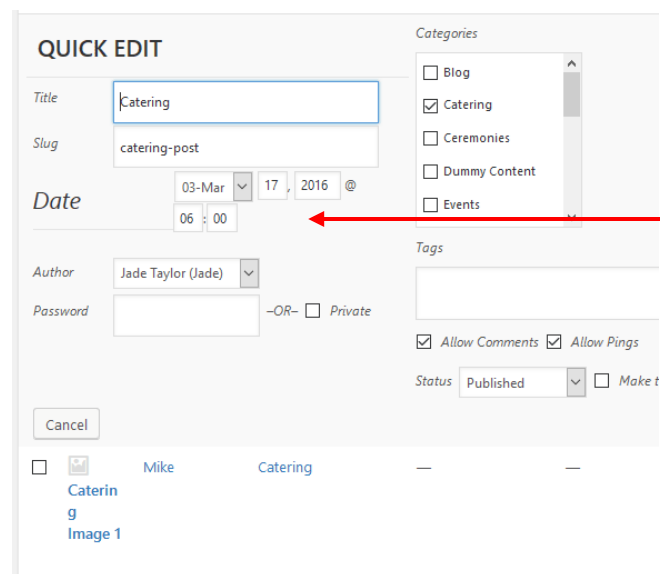 QUICK EDIT
Title Catering
Slug catering-post
Date 03-Mar 17 , 2016 @
06 : 00
Author Jade Taylor (Jade)
Password –OR– Private
Categories
Blog
Catering
Ceremonies
Dummy Content
Events
Tags
Allow Comments Allow Pings
Status Published Make t
Cancel
Caterin
g
Image 1
Mike Catering — —